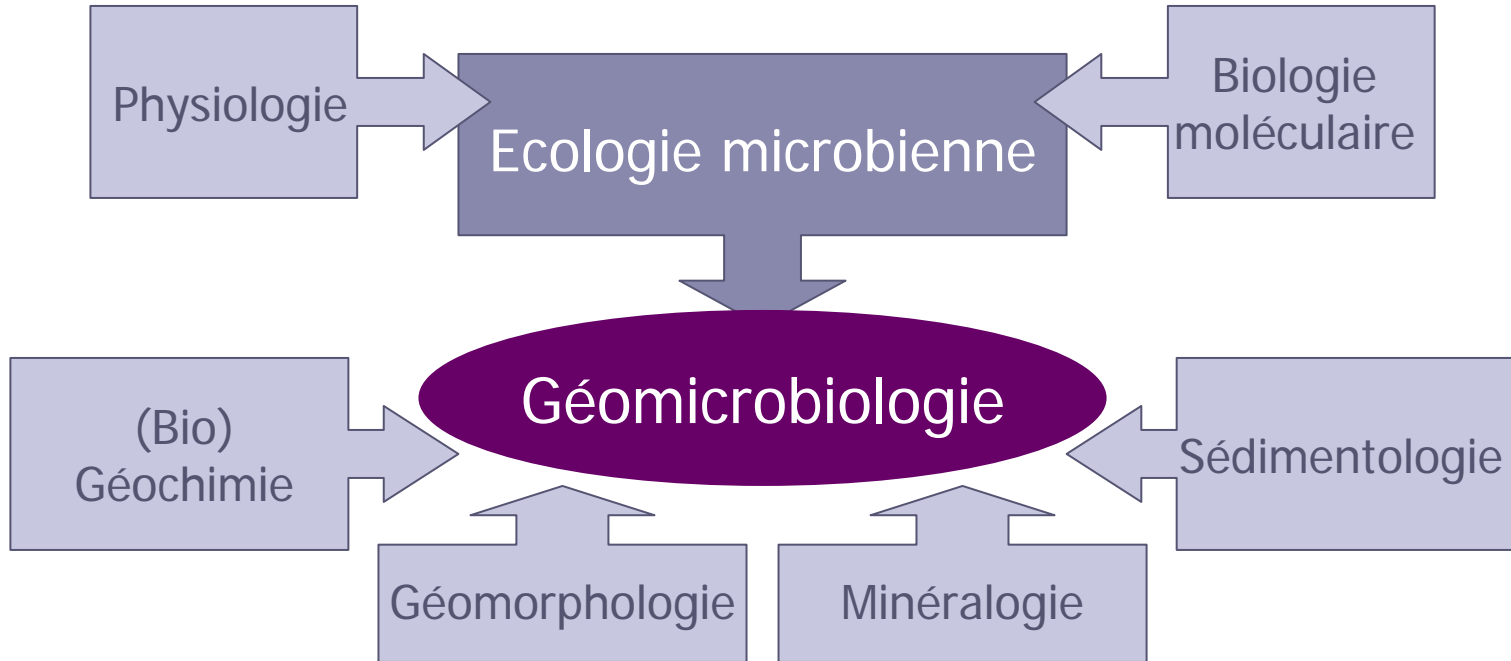 Physiologie
Ecologie microbienne
Biologie
moléculaire
Géomicrobiologie
(Bio)
Géochimie
Sédimentologie
Géomorphologie
Minéralogie